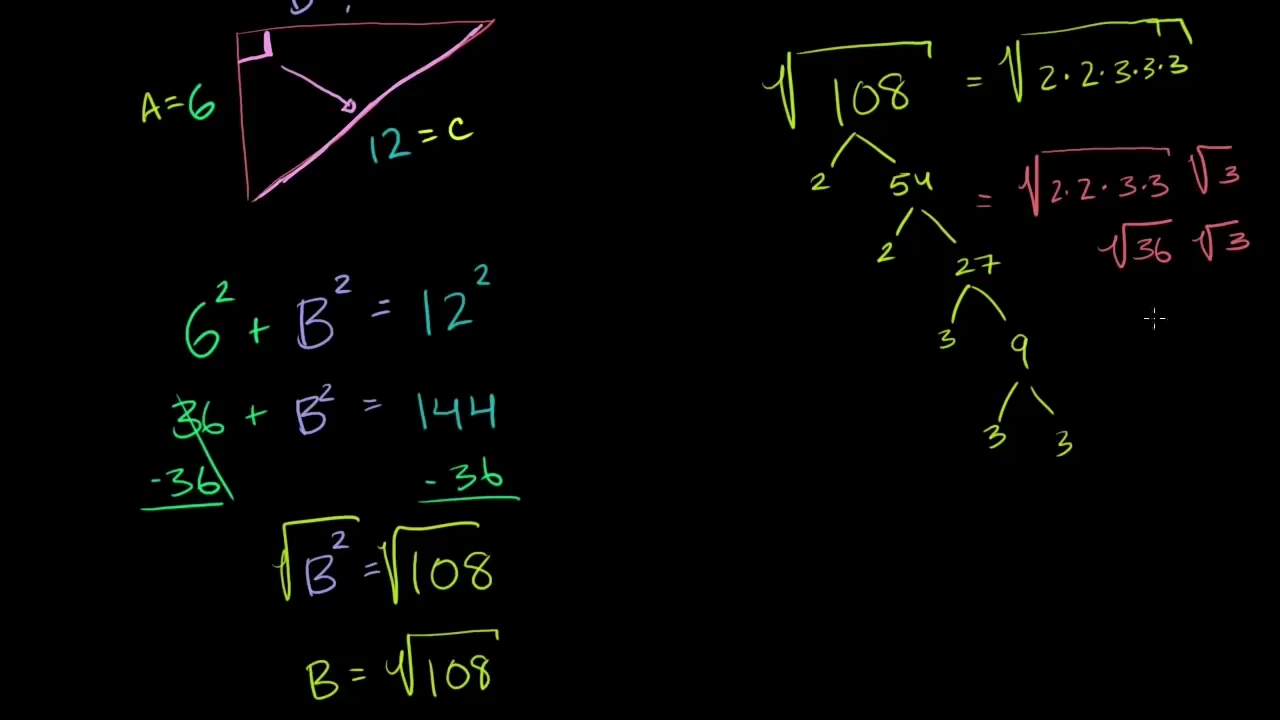 A=6
12 = C
6² + B² = 12²
36 + B² = 144
-36 -36
√B² = √108
B = √108
√108 = √2·2·3·3·3
2 54
= √2·2·3·3 √3
2 27
√36 √3
3 9
3 3